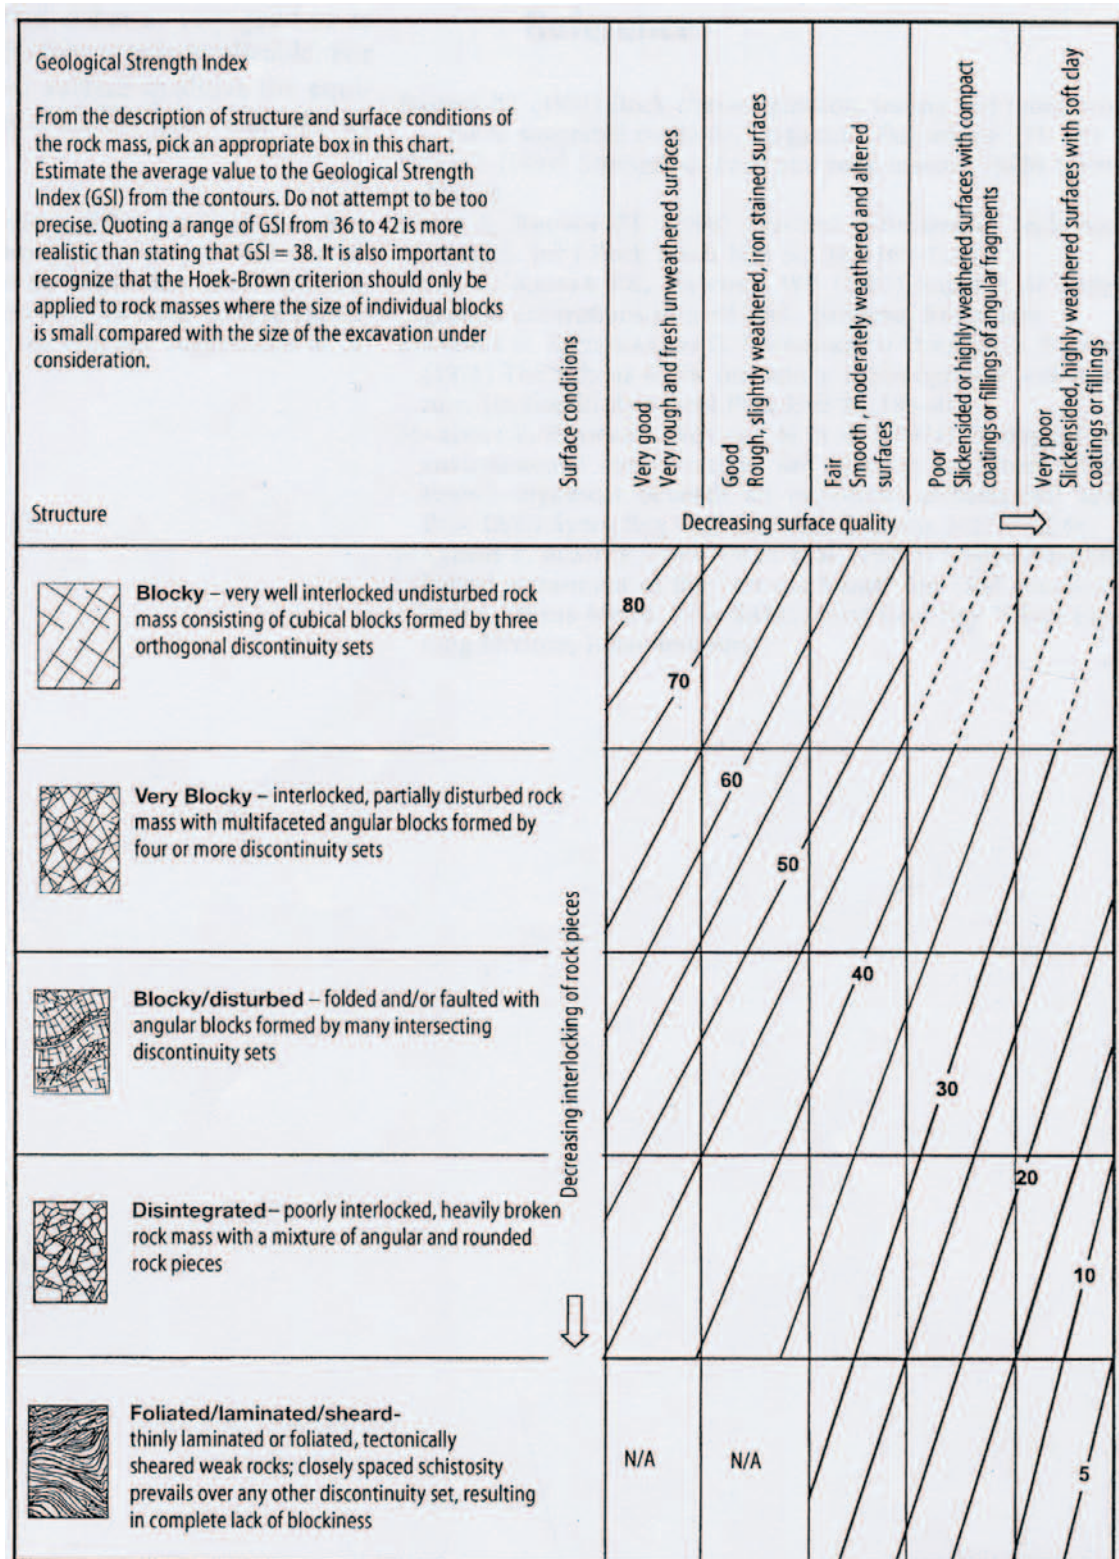 Geological Strength Index
From the description of structure and surface conditions of
the rock mass, pick an appropriate box in this chart.
Estimate the average value to the Geological Strength
Index (GSI) from the contours. Do not attempt to be too
precise. Quoting a range of GSI from 36 to 42 is more
realistic than stating that GSI = 38. It is also important to
recognize that the Hoek-Brown criterion should only be
applied to rock masses where the size of individual blocks
is small compared with the size of the excavation under
consideration.
Structure
Surface conditions
Very good
Very rough and fresh unweathered surfaces
Good
Rough, slightly weathered, iron stained surfaces
Fair
Smooth, moderately weathered and altered
surfaces
Poor
Slickensided or highly weathered surfaces with compact
coatings or fillings of angular fragments
Very poor
Slickensided, highly weathered surfaces with soft clay
coatings or fillings
Decreasing surface quality
Blocky – very well interlocked undisturbed rock
mass consisting of cubical blocks formed by three
orthogonal discontinuity sets
80
70
Very Blocky – interlocked, partially disturbed rock
mass with multifaceted angular blocks formed by
four or more discontinuity sets
60
50
Decreasing interlocking of rock pieces
Blocky/disturbed – folded and/or faulted with
angular blocks formed by many intersecting
discontinuity sets
40
30
Disintegrated – poorly interlocked, heavily broken
rock mass with a mixture of angular and rounded
rock pieces
20
10
Foliated/laminated/sheard-
thinly laminated or foliated, tectonically
sheared weak rocks; closely spaced schistosity
prevails over any other discontinuity set, resulting
in complete lack of blockiness
N/A
N/A
5